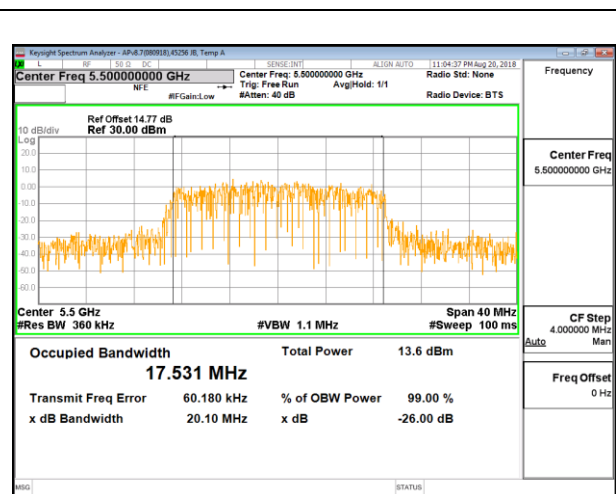 Keysight Spectrum Analyzer - APv8.7(080918),45256 JB, Temp A
L RF 50 Ω DC SENSE:INT ALIGN AUTO 11:04:37 PM Aug 20, 2018
Center Freq 5.500000000 GHz
NFE
#IFGain:Low
Center Freq: 5.500000000 GHz
Trig: Free Run Avg|Hold: 1/1
#Atten: 40 dB
Radio Std: None
Radio Device: BTS
Frequency
Ref Offset 14.77 dB
10 dB/div Ref 30.00 dBm
Log
20.0
10.0
0.00
-10.0
-20.0
-30.0
-40.0
-50.0
-60.0
Center Freq
5.500000000 GHz
Center 5.5 GHz Span 40 MHz
#Res BW 360 kHz #VBW 1.1 MHz #Sweep 100 ms
CF Step
4.000000 MHz
Auto Man
Occupied Bandwidth Total Power 13.6 dBm
17.531 MHz
Transmit Freq Error 60.180 kHz % of OBW Power 99.00 %
x dB Bandwidth 20.10 MHz x dB -26.00 dB
Freq Offset
0 Hz
MSG STATUS